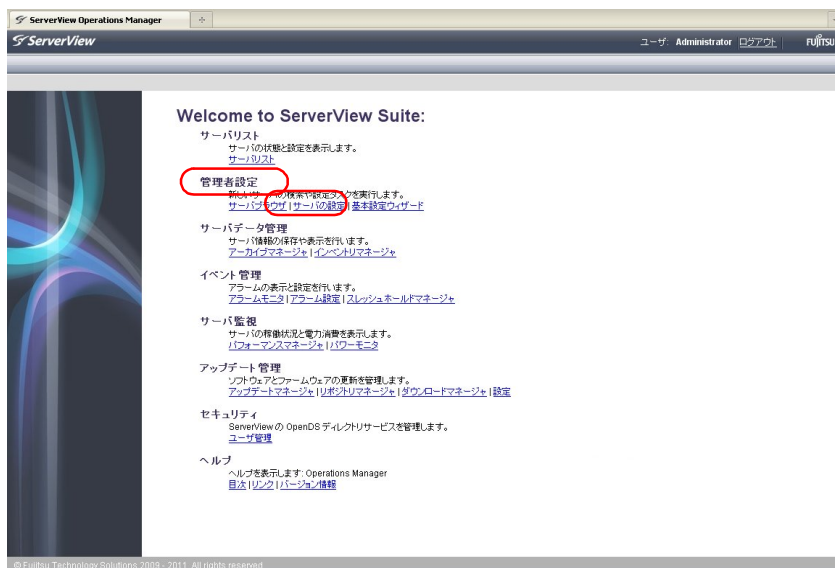 ServerView Operations Manager
ServerView
ユーザ: Administrator ログアウト | FUJITSU
Welcome to ServerView Suite:
サーバリスト
サーバの状態と設定を表示します。
サーバリスト
管理者設定
新しいサーバの検索や設定タスクを実行します。
サーバブラウザ | サーバの設定 | 基本設定ウィザード
サーバデータ管理
サーバ情報の保存や表示を行います。
アーカイブマネージャ | インベントリマネージャ
イベント管理
アラームの表示と設定を行います。
アラームモニタ | アラーム設定 | スレッショールドマネージャ
サーバ監視
サーバの稼働状況と電力消費を表示します。
パフォーマンスマネージャ | パワーモニタ
アップデート管理
ソフトウェアとファームウェアの更新を管理します。
アップデートマネージャ | リポジトリマネージャ | ダウンロードマネージャ | 設定
セキュリティ
ServerView の OpenDS ディレクトリサービスを管理します。
ユーザ管理
ヘルプ
ヘルプを表示します: Operations Manager
目次 | リンク | バージョン情報
© Fujitsu Technology Solutions 2009 - 2011 All rights reserved